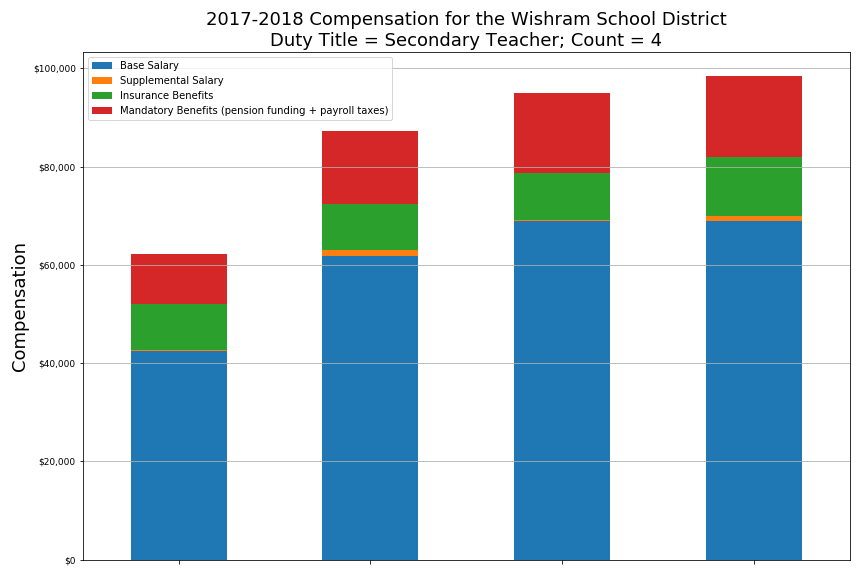 2017-2018 Compensation for the Wishram School District
Duty Title = Secondary Teacher; Count = 4
Base Salary
Supplemental Salary
Insurance Benefits
Mandatory Benefits (pension funding + payroll taxes)
Compensation
$100,000
$80,000
$60,000
$40,000
$20,000
$0